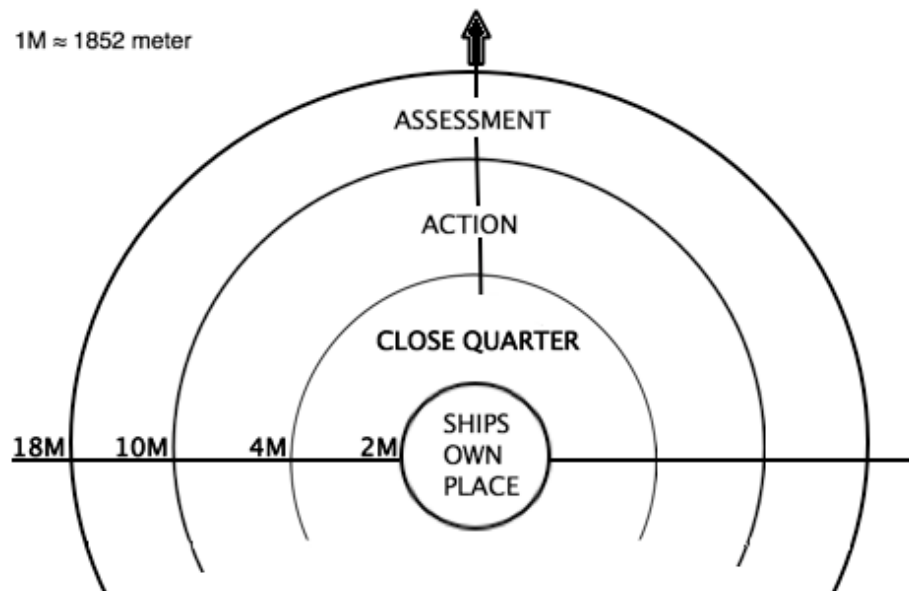 1M ≈ 1852 meter
ASSESSMENT
ACTION
CLOSE QUARTER
18M 10M 4M 2M
SHIPS
OWN
PLACE